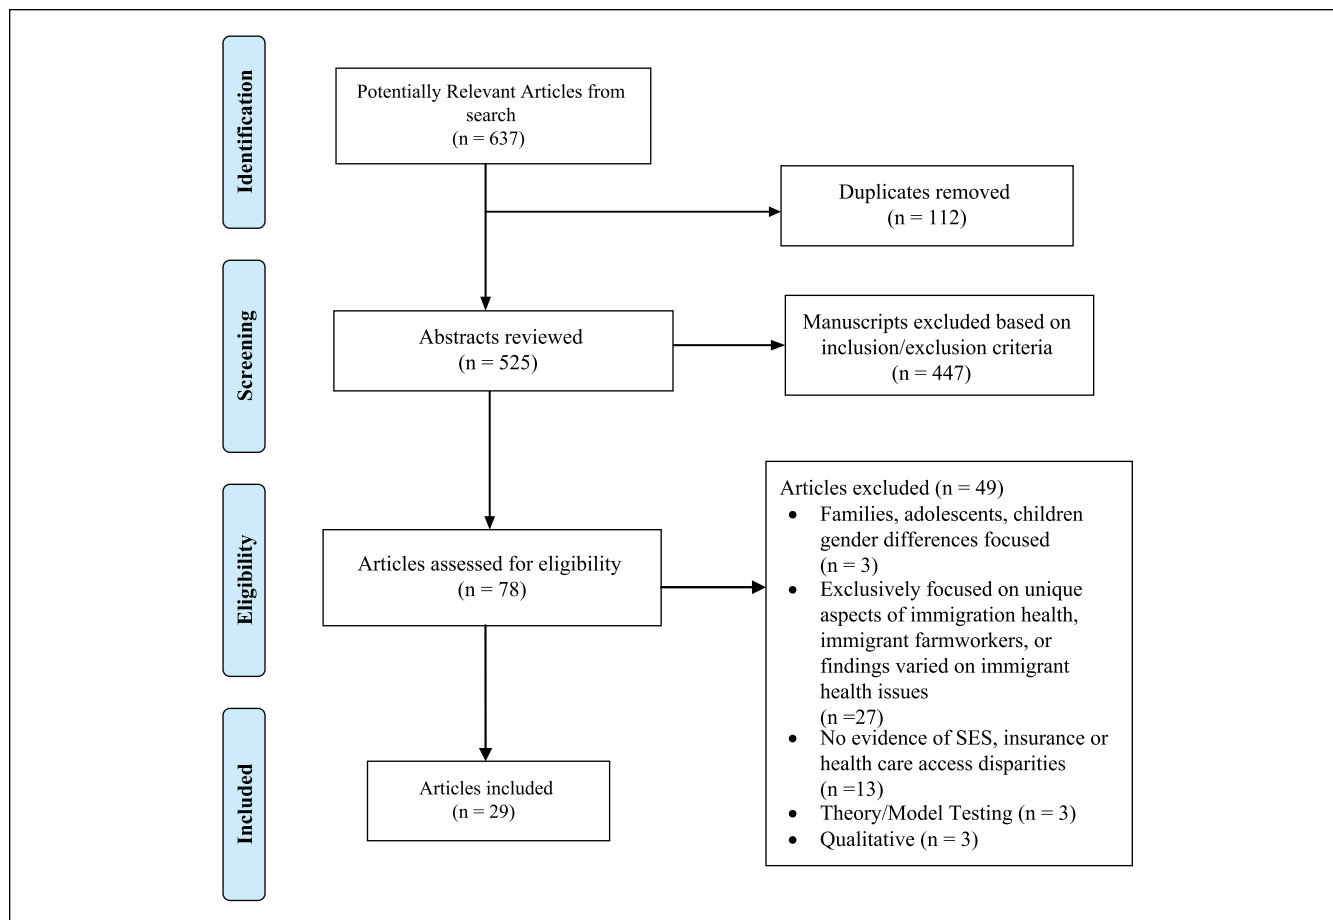 Identification
Potentially Relevant Articles from
search
(n = 637)
Duplicates removed
(n = 112)
Screening
Abstracts reviewed
(n = 525)
Manuscripts excluded based on
inclusion/exclusion criteria
(n = 447)
Eligibility
Articles assessed for eligibility
(n = 78)
Articles excluded (n = 49)
• Families, adolescents, children
gender differences focused
(n = 3)
• Exclusively focused on unique
aspects of immigration health,
immigrant farmworkers, or
findings varied on immigrant
health issues
(n =27)
• No evidence of SES, insurance or
health care access disparities
(n =13)
• Theory/Model Testing (n = 3)
• Qualitative (n = 3)
Included
Articles included
(n = 29)